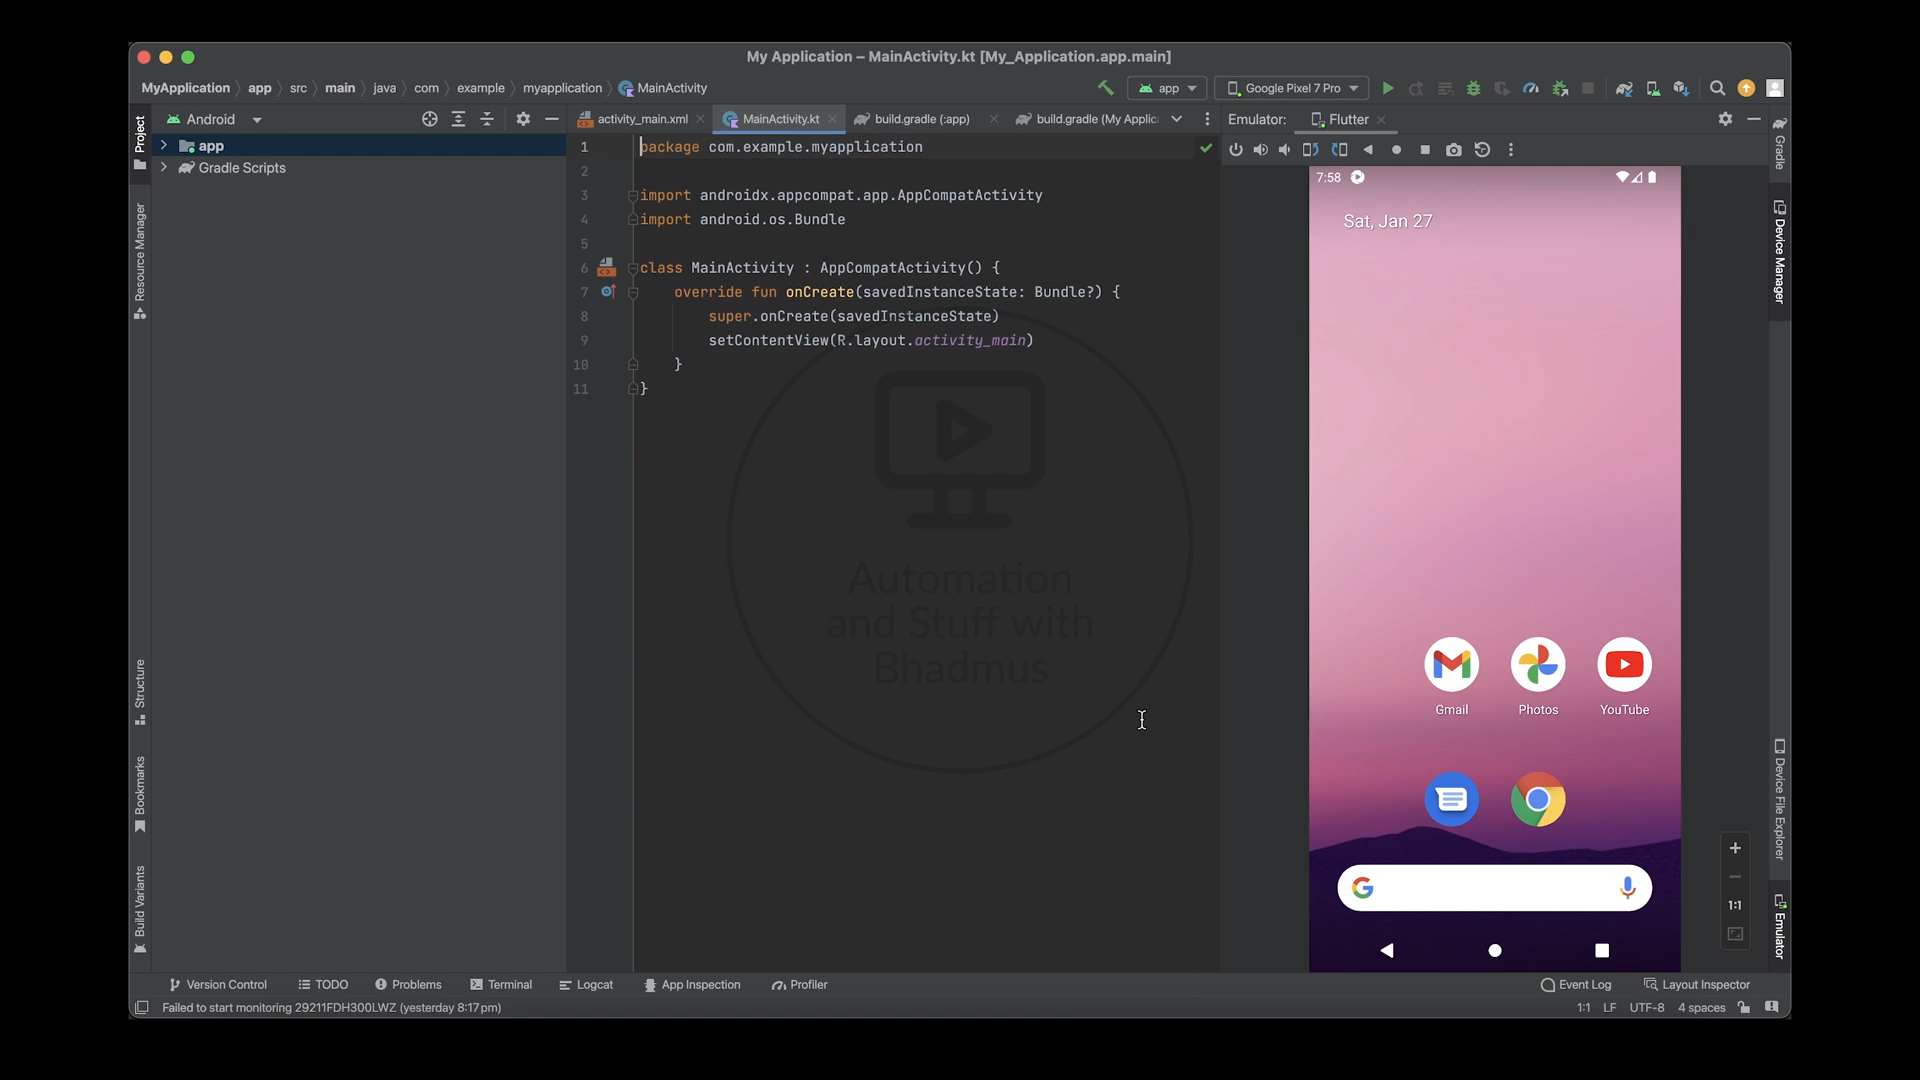 My Application – MainActivity.kt [My_Application.app.main]
MyApplication app src main java com example myapplication MainActivity
app Google Pixel 7 Pro
Project
Android
activity_main.xml MainActivity.kt build.gradle (:app) build.gradle (My Applic
Emulator: Flutter
app
Gradle Scripts
1 package com.example.myapplication
2
3 import androidx.appcompat.app.AppCompatActivity
4 import android.os.Bundle
5
6 class MainActivity : AppCompatActivity() {
7 override fun onCreate(savedInstanceState: Bundle?) {
8 super.onCreate(savedInstanceState)
9 setContentView(R.layout.activity_main)
10 }
11 }
Automation
and Stuff with
Bhadmus
7:58
Sat, Jan 27
Gmail Photos YouTube
Resource Manager
Structure
Bookmarks
Build Variants
Gradle
Device Manager
Device File Explorer
Emulator
1:1
Version Control TODO Problems Terminal Logcat App Inspection Profiler Event Log Layout Inspector
Failed to start monitoring 29211FDH300LWZ (yesterday 8:17 pm) 1:1 LF UTF-8 4 spaces